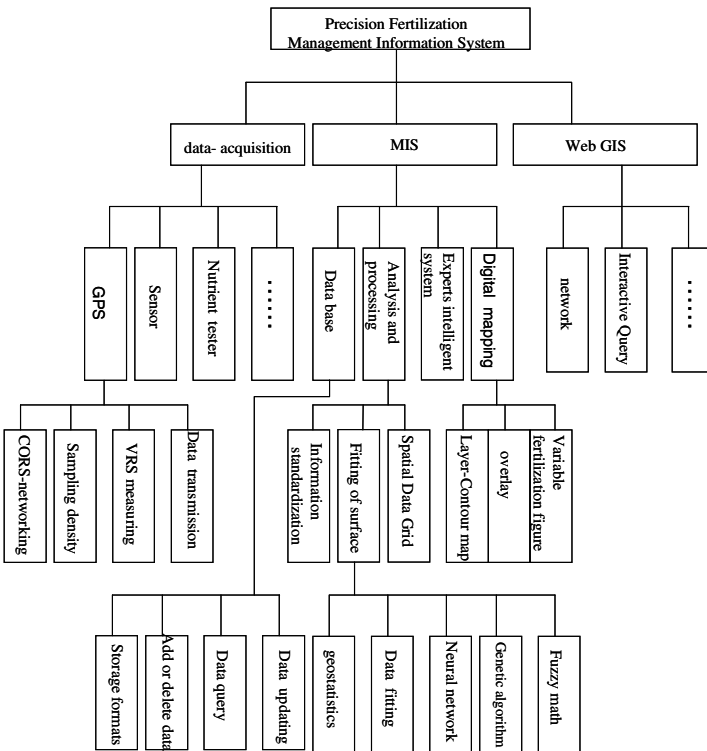 Precision Fertilization
Management Information System
data- acquisition
MIS
Web GIS
GPS
Sensor
Nutrient tester
......
Data base
Analysis and
processing
Experts intelligent
system
Digital mapping
network
Interactive Query
......
CORS-networking
Sampling density
VRS measuring
Data transmission
Information
standardization
Fitting of surface
Spatial Data Grid
Layer-Contour map
overlay
Variable
fertilization figure
Storage formats
Add or delete data
Data query
Data updating
geostatistics
Data fitting
Neural network
Genetic algorithm
Fuzzy math